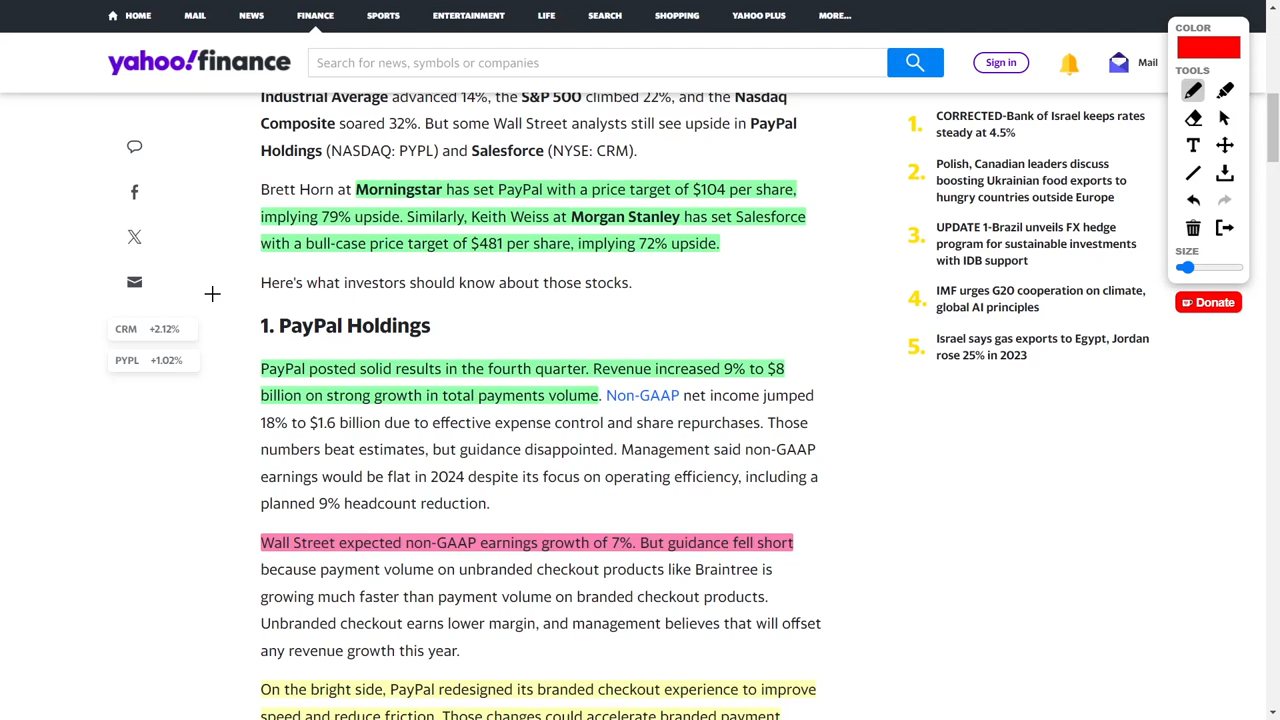 HOME MAIL NEWS FINANCE SPORTS ENTERTAINMENT LIFE SEARCH SHOPPING YAHOO PLUS MORE...
yahoo!finance
Search for news, symbols or companies
Sign in
Mail
Industrial Average advanced 14%, the S&P 500 climbed 22%, and the Nasdaq
Composite soared 32%. But some Wall Street analysts still see upside in PayPal
Holdings (NASDAQ: PYPL) and Salesforce (NYSE: CRM).
Brett Horn at Morningstar has set PayPal with a price target of $104 per share,
implying 79% upside. Similarly, Keith Weiss at Morgan Stanley has set Salesforce
with a bull-case price target of $481 per share, implying 72% upside.
Here's what investors should know about those stocks.
CRM +2.12%
PYPL +1.02%
1. PayPal Holdings
PayPal posted solid results in the fourth quarter. Revenue increased 9% to $8
billion on strong growth in total payments volume. Non-GAAP net income jumped
18% to $1.6 billion due to effective expense control and share repurchases. Those
numbers beat estimates, but guidance disappointed. Management said non-GAAP
earnings would be flat in 2024 despite its focus on operating efficiency, including a
planned 9% headcount reduction.
Wall Street expected non-GAAP earnings growth of 7%. But guidance fell short
because payment volume on unbranded checkout products like Braintree is
growing much faster than payment volume on branded checkout products.
Unbranded checkout earns lower margin, and management believes that will offset
any revenue growth this year.
On the bright side, PayPal redesigned its branded checkout experience to improve
speed and reduce friction. Those changes could accelerate branded payment
1. CORRECTED-Bank of Israel keeps rates
steady at 4.5%
2. Polish, Canadian leaders discuss
boosting Ukrainian food exports to
hungry countries outside Europe
3. UPDATE 1-Brazil unveils FX hedge
program for sustainable investments
with IDB support
4. IMF urges G20 cooperation on climate,
global AI principles
5. Israel says gas exports to Egypt, Jordan
rose 25% in 2023
COLOR
TOOLS
T
SIZE
Donate